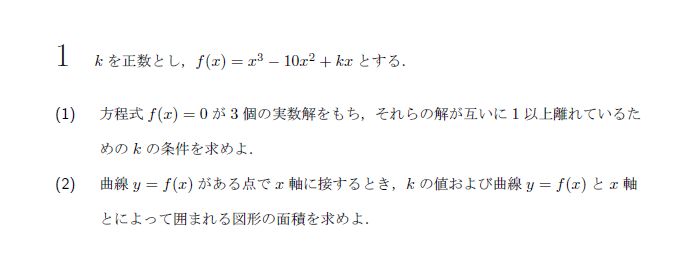 1 k を正数とし，f(x) = x³ − 10x² + kx とする．
(1) 方程式 f(x) = 0 が 3 個の実数解をもち，それらの解が互いに 1 以上離れているた
めの k の条件を求めよ．
(2) 曲線 y = f(x) がある点で x 軸に接するとき，k の値および曲線 y = f(x) と x 軸
とによって囲まれる図形の面積を求めよ．